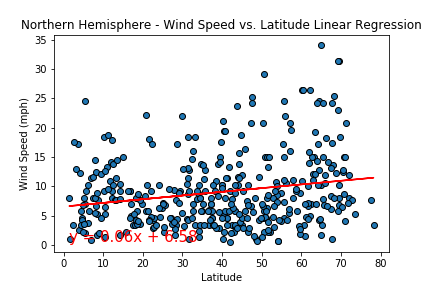 Northern Hemisphere - Wind Speed vs. Latitude Linear Regression
35
30
25
20
15
10
5
0
Wind Speed (mph)
y = 0.06x + 6.58
0 10 20 30 40 50 60 70 80
Latitude